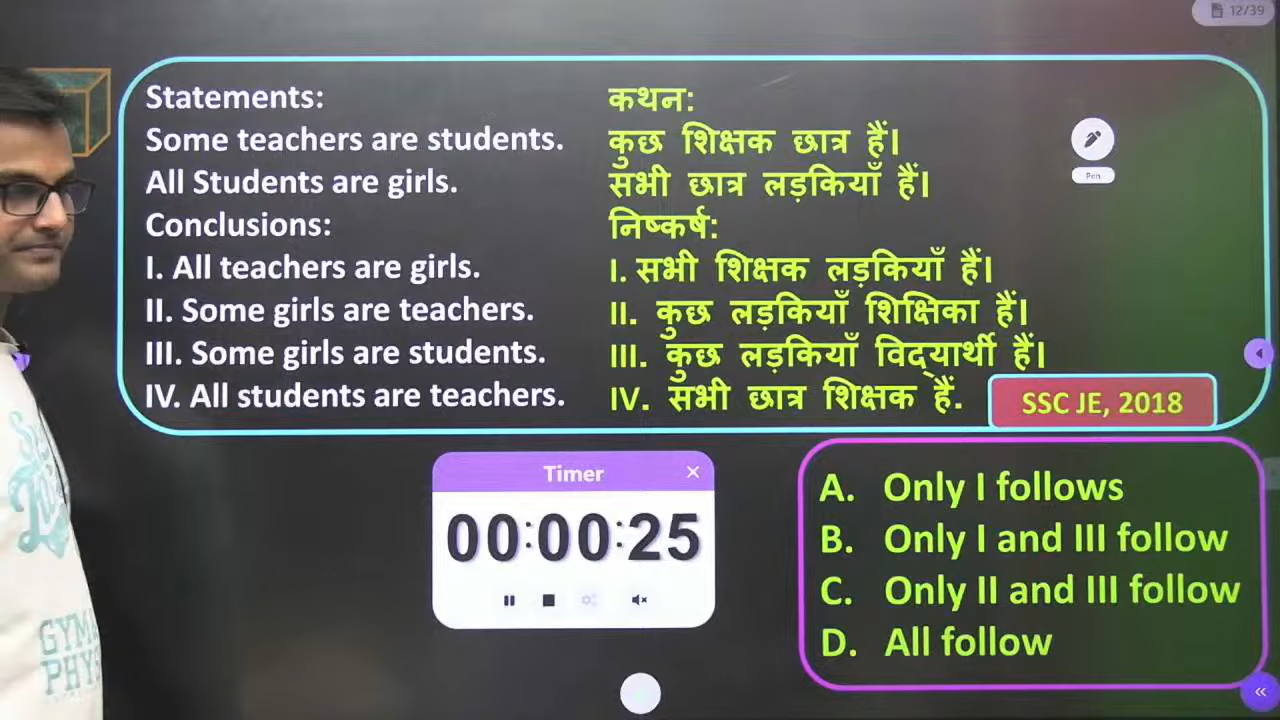 12/39
Statements:
Some teachers are students.
All Students are girls.
Conclusions:
I. All teachers are girls.
II. Some girls are teachers.
III. Some girls are students.
IV. All students are teachers.
कथन:
कुछ शिक्षक छात्र हैं।
सभी छात्र लड़कियाँ हैं।
निष्कर्ष:
I. सभी शिक्षक लड़कियाँ हैं।
II. कुछ लड़कियाँ शिक्षिका हैं।
III. कुछ लड़कियाँ विद्यार्थी हैं।
IV. सभी छात्र शिक्षक हैं.
Pen
SSC JE, 2018
Timer
00:00:25
A. Only I follows
B. Only I and III follow
C. Only II and III follow
D. All follow
GYM
PHYS